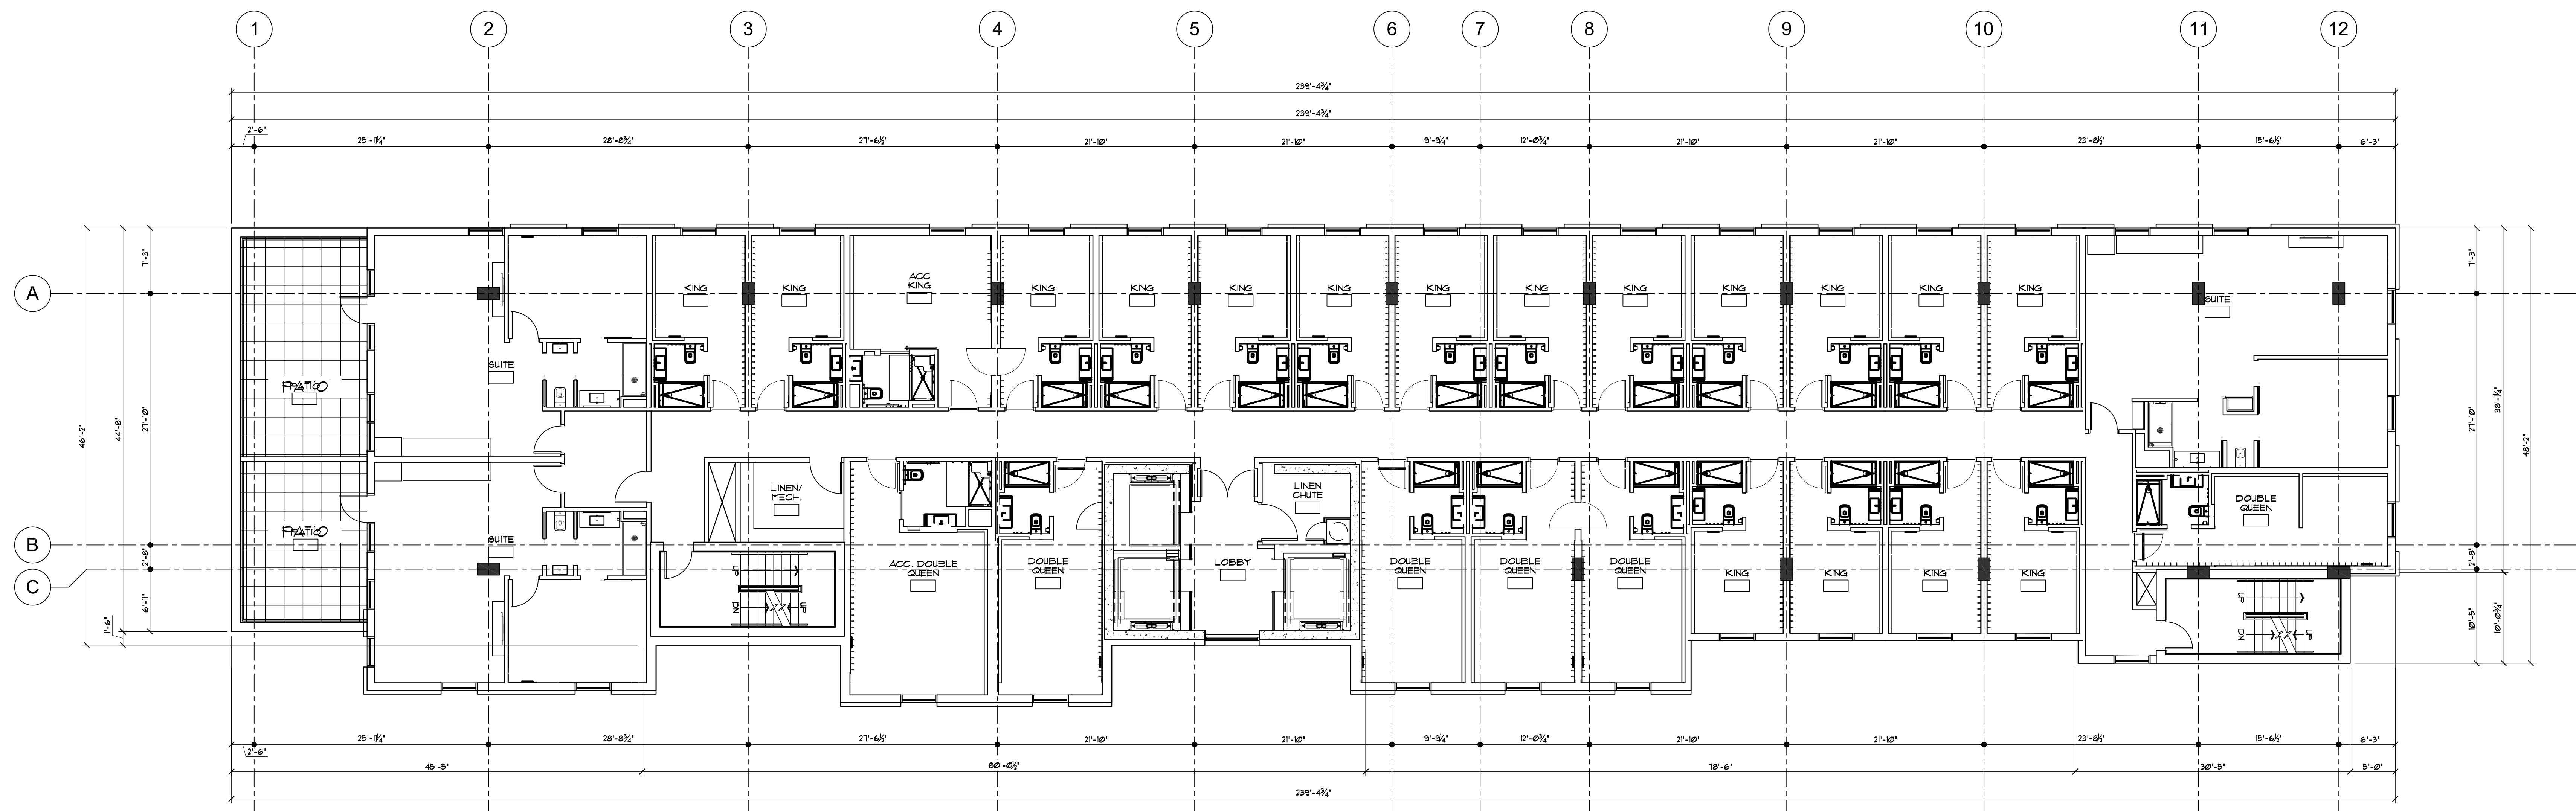 1 2 3 4 5 6 7 8 9 10 11 12
239'-4¾"
239'-4¾"
2'-6" 25'-11¼" 28'-8¾" 27'-6½" 21'-10" 21'-10" 9'-9¼" 12'-0¾" 21'-10" 21'-10" 23'-8½" 15'-6½" 6'-3"
A
B
C
46'-2"
44'-8"
7'-3"
27'-10"
2'-8"
6'-11"
1'-6"
KING
KING
ACC
KING
KING
KING
KING
KING
KING
KING
KING
KING
KING
KING
KING
SUITE
PATIO
SUITE
PATIO
SUITE
LINEN/
MECH.
UP
DN
UP
ACC. DOUBLE
QUEEN
DOUBLE
QUEEN
LOBBY
LINEN
CHUTE
DOUBLE
QUEEN
DOUBLE
QUEEN
DOUBLE
QUEEN
KING
KING
KING
KING
DOUBLE
QUEEN
UP
DN
UP
7'-3"
27'-10"
2'-8"
10'-5"
38'-1¼"
10'-0¾"
48'-2"
2'-6" 25'-11¼" 28'-8¾" 27'-6½" 21'-10" 21'-10" 9'-9¼" 12'-0¾" 21'-10" 21'-10" 23'-8½" 15'-6½" 6'-3"
45'-5" 80'-0½" 78'-6" 30'-5" 5'-0"
239'-4¾"